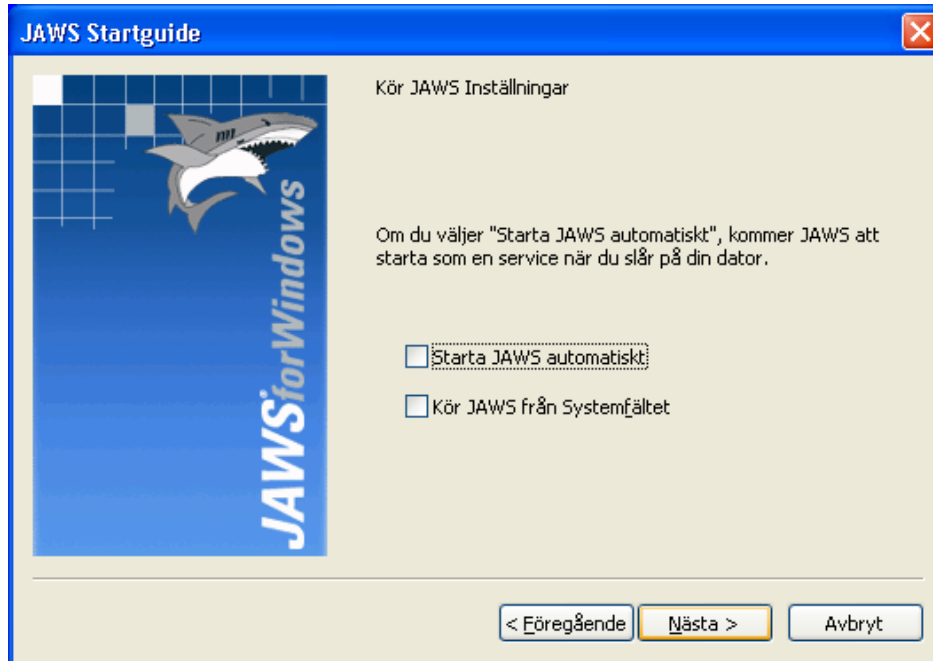 JAWS Startguide
Kör JAWS Inställningar
Om du väljer "Starta JAWS automatiskt", kommer JAWS att
starta som en service när du slår på din dator.
Starta JAWS automatiskt
Kör JAWS från Systemfältet
JAWS®forWindows
< Föregående
Nästa >
Avbryt